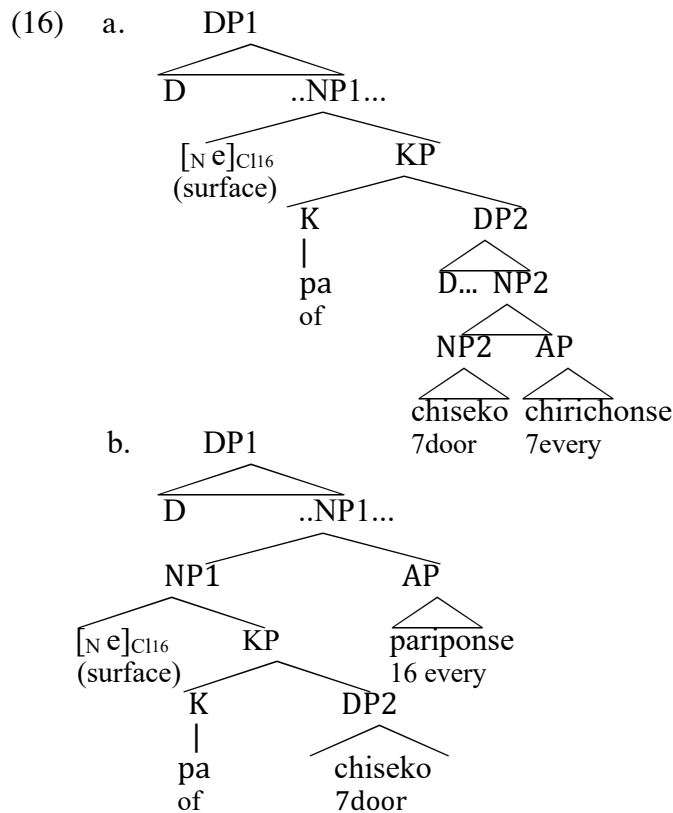 (16) a. DP1
D ..NP1...
[N e]Cl16 KP
(surface)
K DP2
pa D... NP2
of
NP2 AP
chiseko chirichonse
7door 7every
b. DP1
D ..NP1...
NP1 AP
[N e]Cl16 KP pariponse
(surface) 16 every
K DP2
pa chiseko
of 7door